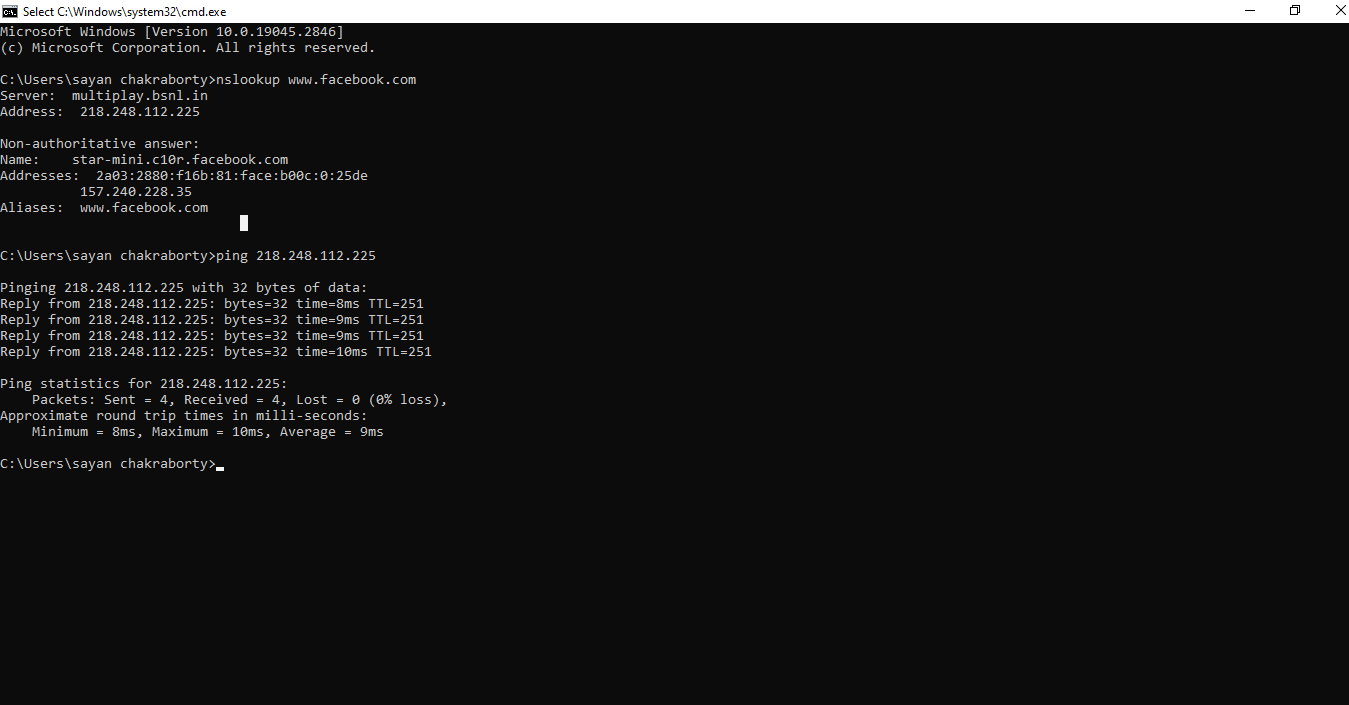 Select C:\Windows\system32\cmd.exe
Microsoft Windows [Version 10.0.19045.2846]
(c) Microsoft Corporation. All rights reserved.
C:\Users\sayan chakraborty>nslookup www.facebook.com
Server:  multiplay.bsnl.in
Address:  218.248.112.225
Non-authoritative answer:
Name:    star-mini.c10r.facebook.com
Addresses:  2a03:2880:f16b:81:face:b00c:0:25de
          157.240.228.35
Aliases:  www.facebook.com
C:\Users\sayan chakraborty>ping 218.248.112.225
Pinging 218.248.112.225 with 32 bytes of data:
Reply from 218.248.112.225: bytes=32 time=8ms TTL=251
Reply from 218.248.112.225: bytes=32 time=9ms TTL=251
Reply from 218.248.112.225: bytes=32 time=9ms TTL=251
Reply from 218.248.112.225: bytes=32 time=10ms TTL=251
Ping statistics for 218.248.112.225:
    Packets: Sent = 4, Received = 4, Lost = 0 (0% loss),
Approximate round trip times in milli-seconds:
    Minimum = 8ms, Maximum = 10ms, Average = 9ms
C:\Users\sayan chakraborty>